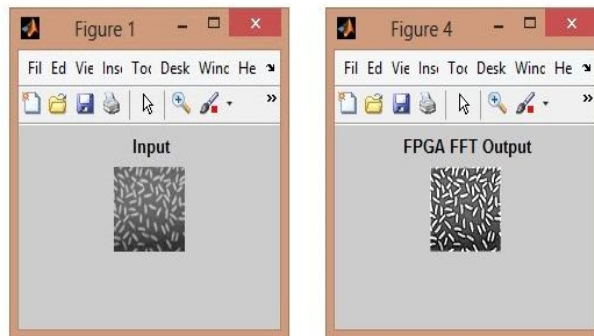 Figure 1
Fil Ed Vie Inse Toc Desk Winc He
Input
Figure 4
Fil Ed Vie Inse Toc Desk Winc He
FPGA FFT Output